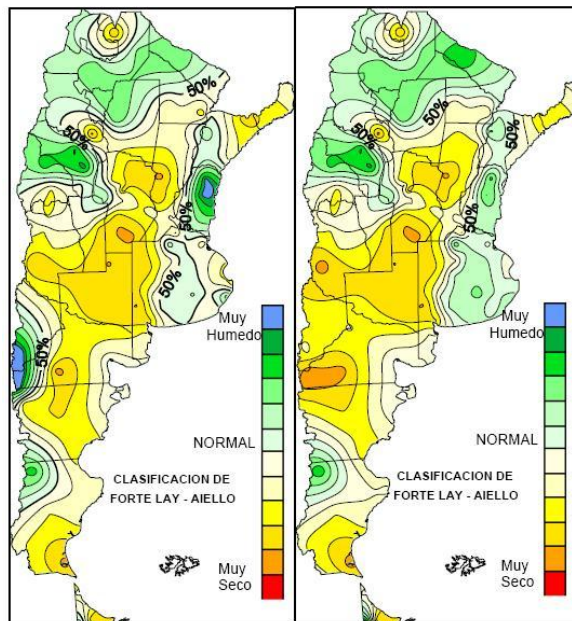 50%
50%
50%
50%
50%
50%
Muy
Humedo
NORMAL
CLASIFICACION DE
FORTE LAY - AIELLO
Muy
Seco
50%
50%
50%
50%
Muy
Humedo
NORMAL
CLASIFICACION DE
FORTE LAY - AIELLO
Muy
Seco